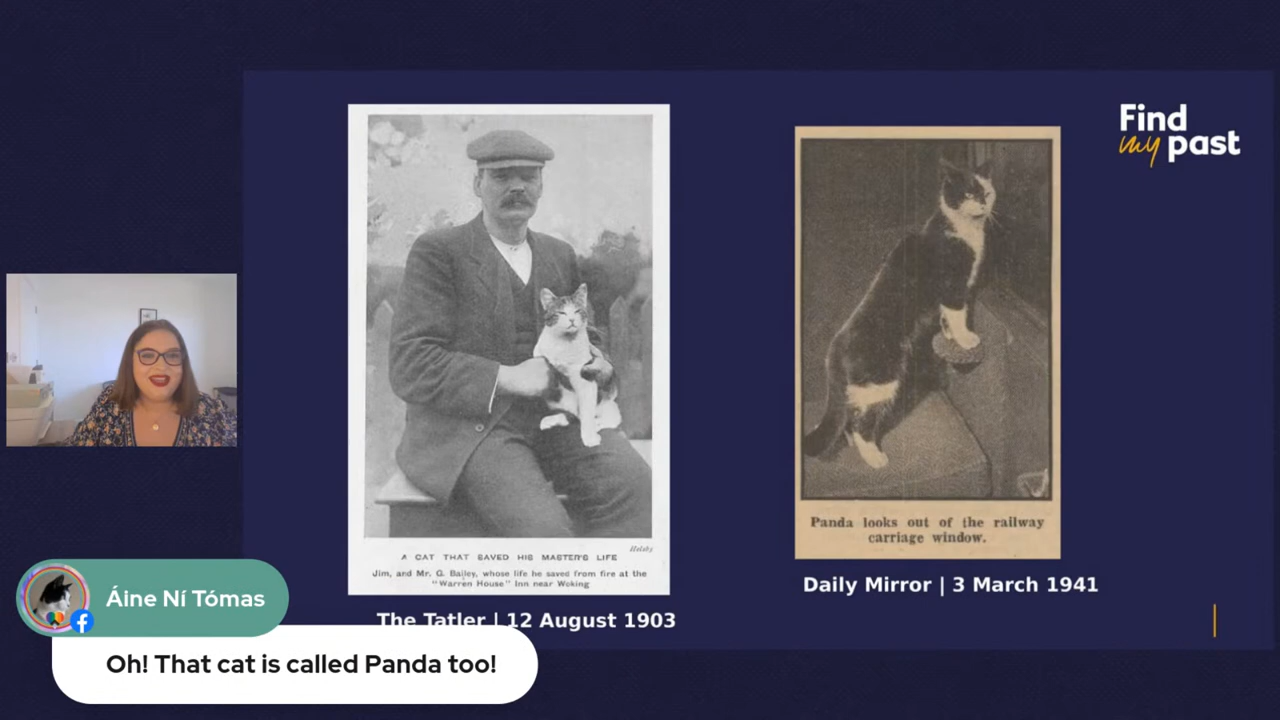 Find
my past
Helsby
A CAT THAT SAVED HIS MASTER'S LIFE
Jim, and Mr. G. Bailey, whose life he saved from fire at the
"Warren House" Inn near Woking
The Tatler | 12 August 1903
Panda looks out of the railway
carriage window.
Daily Mirror | 3 March 1941
Áine Ní Tómas
Oh! That cat is called Panda too!